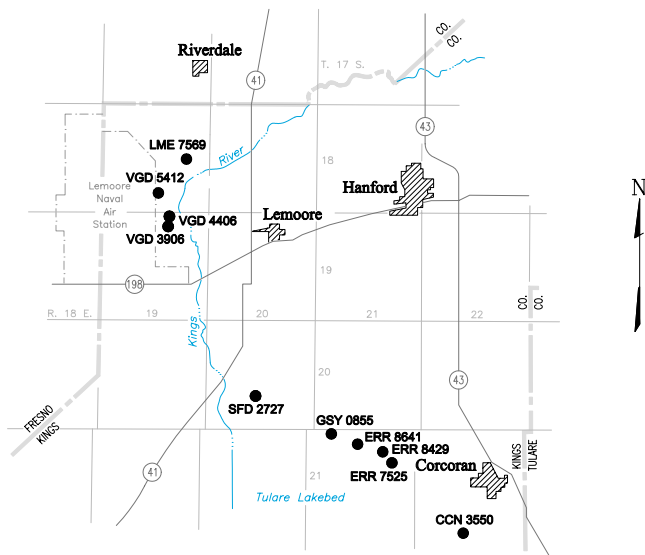 Riverdale
CO.
CO.
T. 17 S.
41
43
LME 7569
River
18
VGD 5412
Hanford
Lemoore
Naval
Air
Station
VGD 4406
Lemoore
VGD 3906
N
19
198
CO.
CO.
R. 18 E.
19
20
21
22
Kings
20
43
SFD 2727
FRESNO
KINGS
GSY 0855
ERR 8641
ERR 8429
Corcoran
ERR 7525
KINGS
TULARE
41
21
Tulare Lakebed
CCN 3550